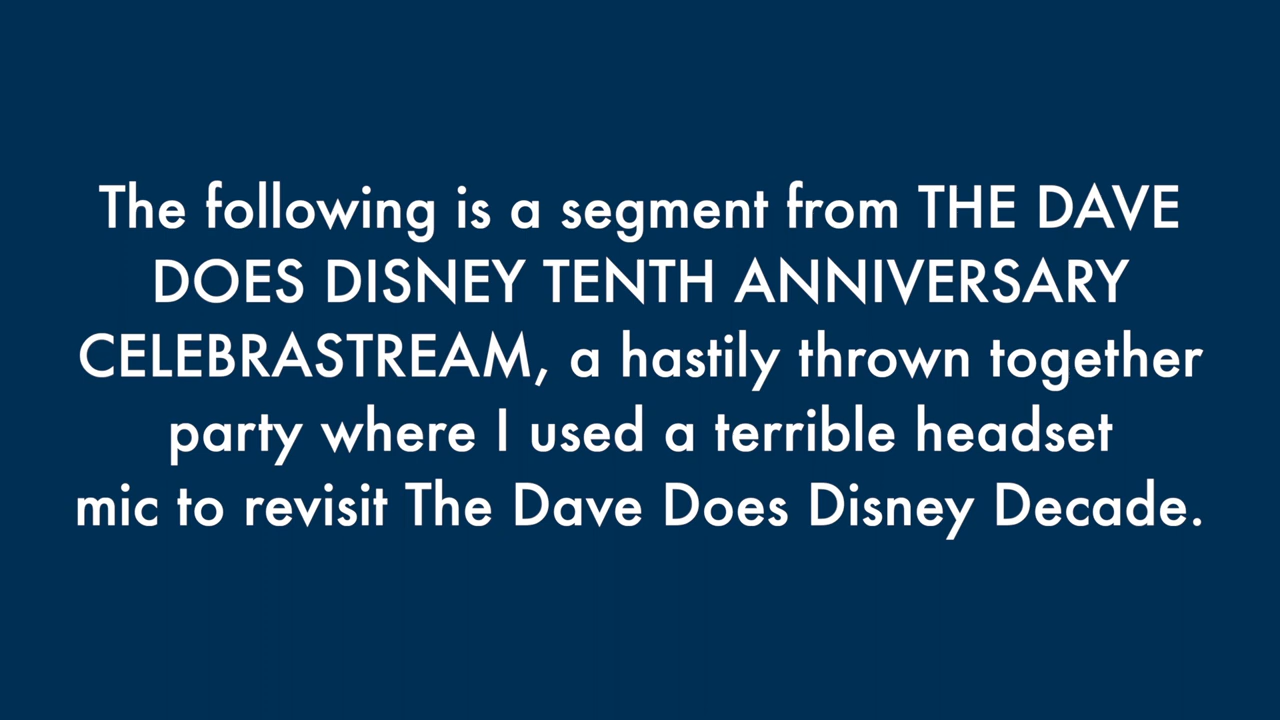 The following is a segment from THE DAVE
DOES DISNEY TENTH ANNIVERSARY
CELEBRASTREAM, a hastily thrown together
party where I used a terrible headset
mic to revisit The Dave Does Disney Decade.